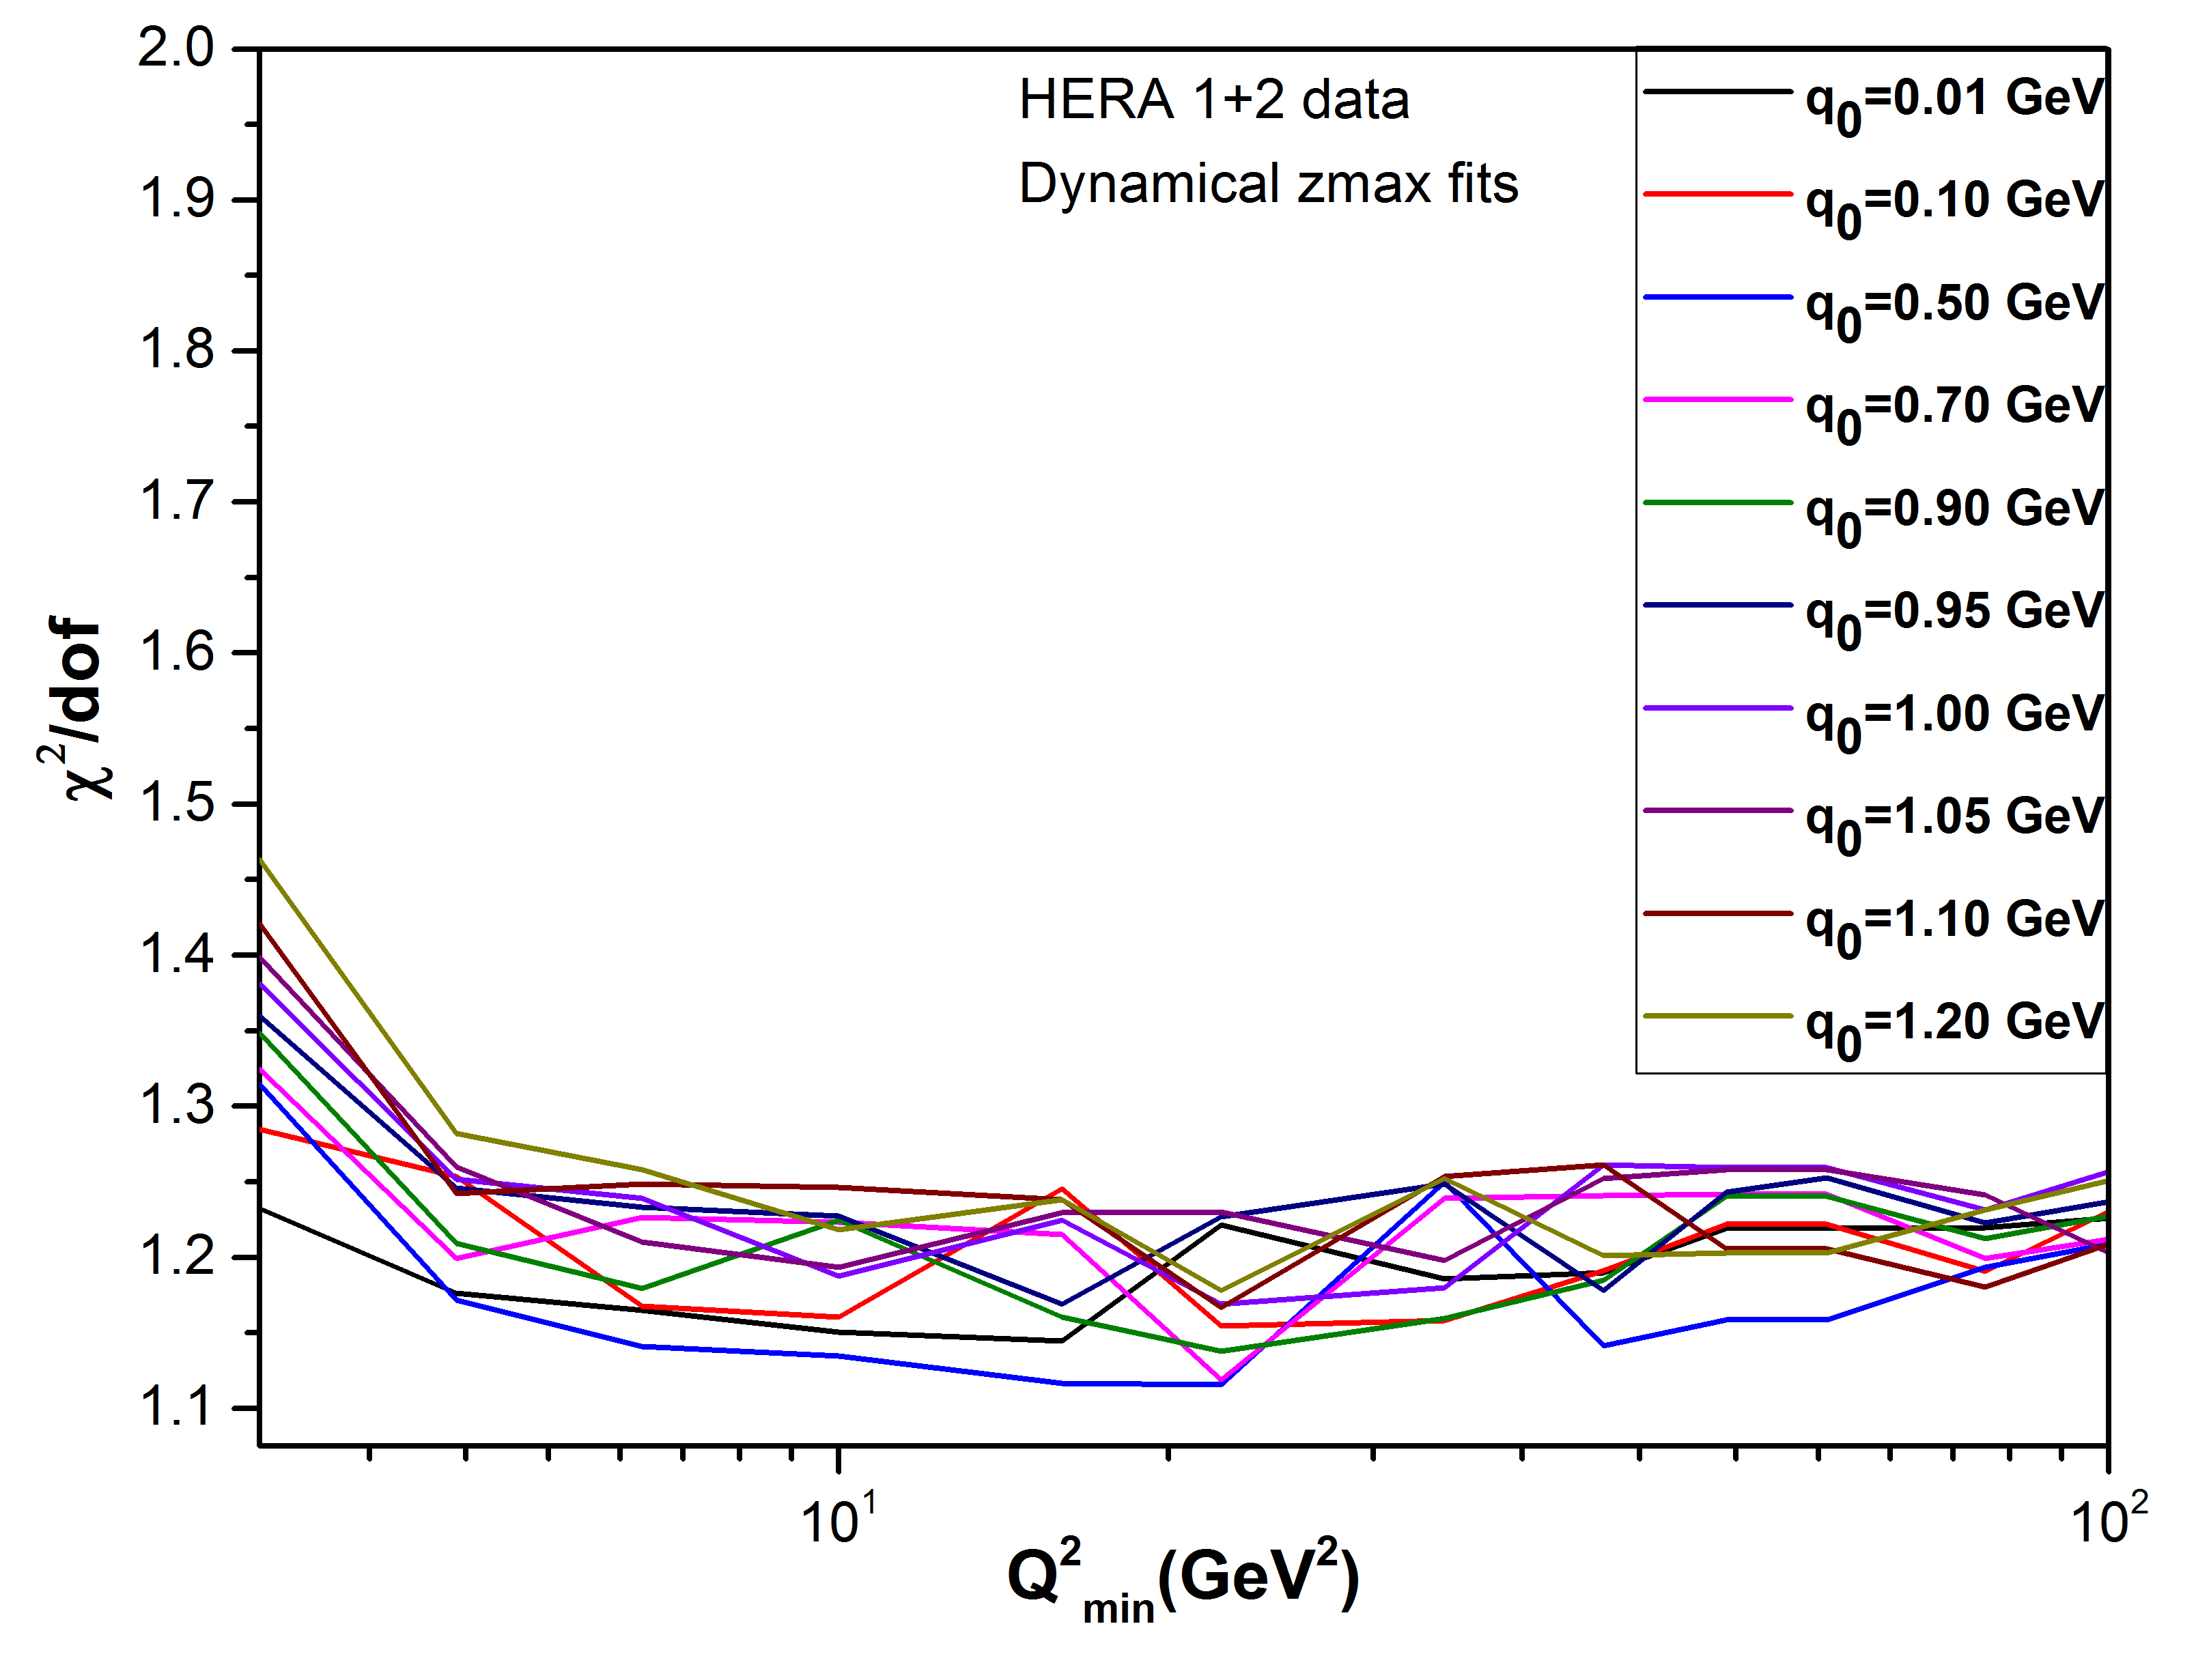 2.0
1.9
1.8
1.7
1.6
1.5
1.4
1.3
1.2
1.1
χ²/dof
HERA 1+2 data
Dynamical zmax fits
q₀=0.01 GeV
q₀=0.10 GeV
q₀=0.50 GeV
q₀=0.70 GeV
q₀=0.90 GeV
q₀=0.95 GeV
q₀=1.00 GeV
q₀=1.05 GeV
q₀=1.10 GeV
q₀=1.20 GeV
10¹ 10²
Q²min(GeV²)